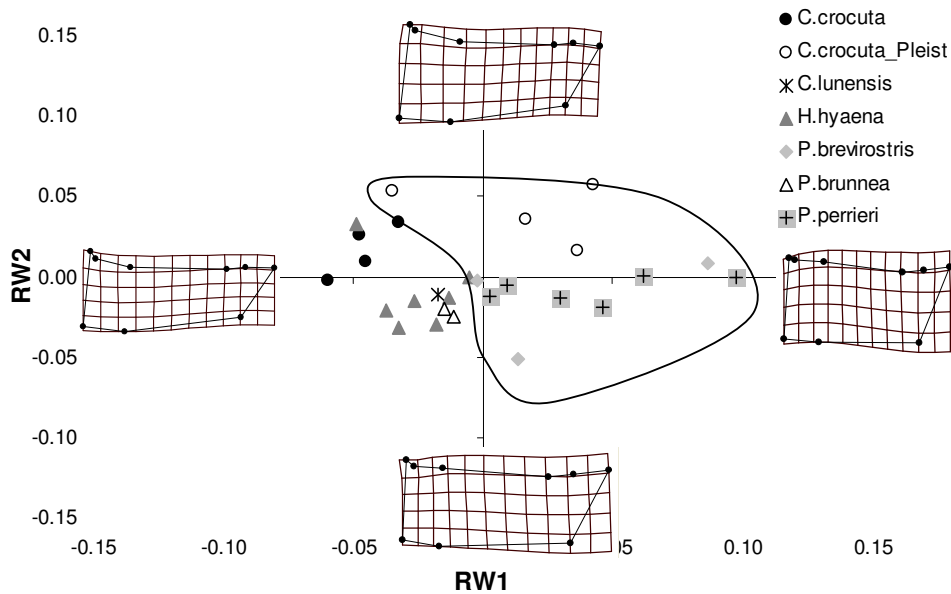 C.crocuta
C.crocuta_Pleist
C.lunensis
H.hyaena
P.brevirostris
P.brunnea
P.perrieri
0.15
0.10
0.05
0.00
-0.05
-0.10
-0.15
RW2
-0.15 -0.10 -0.05 0.10 0.15
RW1